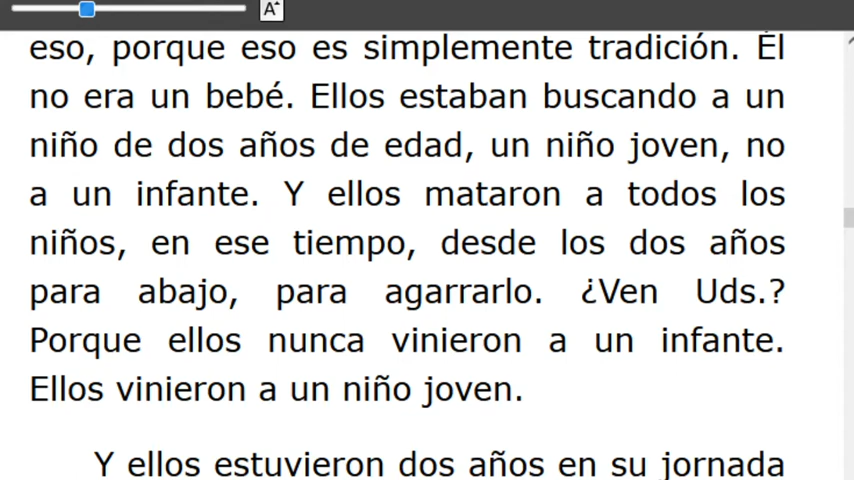 A
eso, porque eso es simplemente tradición. Él
no era un bebé. Ellos estaban buscando a un
niño de dos años de edad, un niño joven, no
a un infante. Y ellos mataron a todos los
niños, en ese tiempo, desde los dos años
para abajo, para agarrarlo. ¿Ven Uds.?
Porque ellos nunca vinieron a un infante.
Ellos vinieron a un niño joven.
Y ellos estuvieron dos años en su jornada